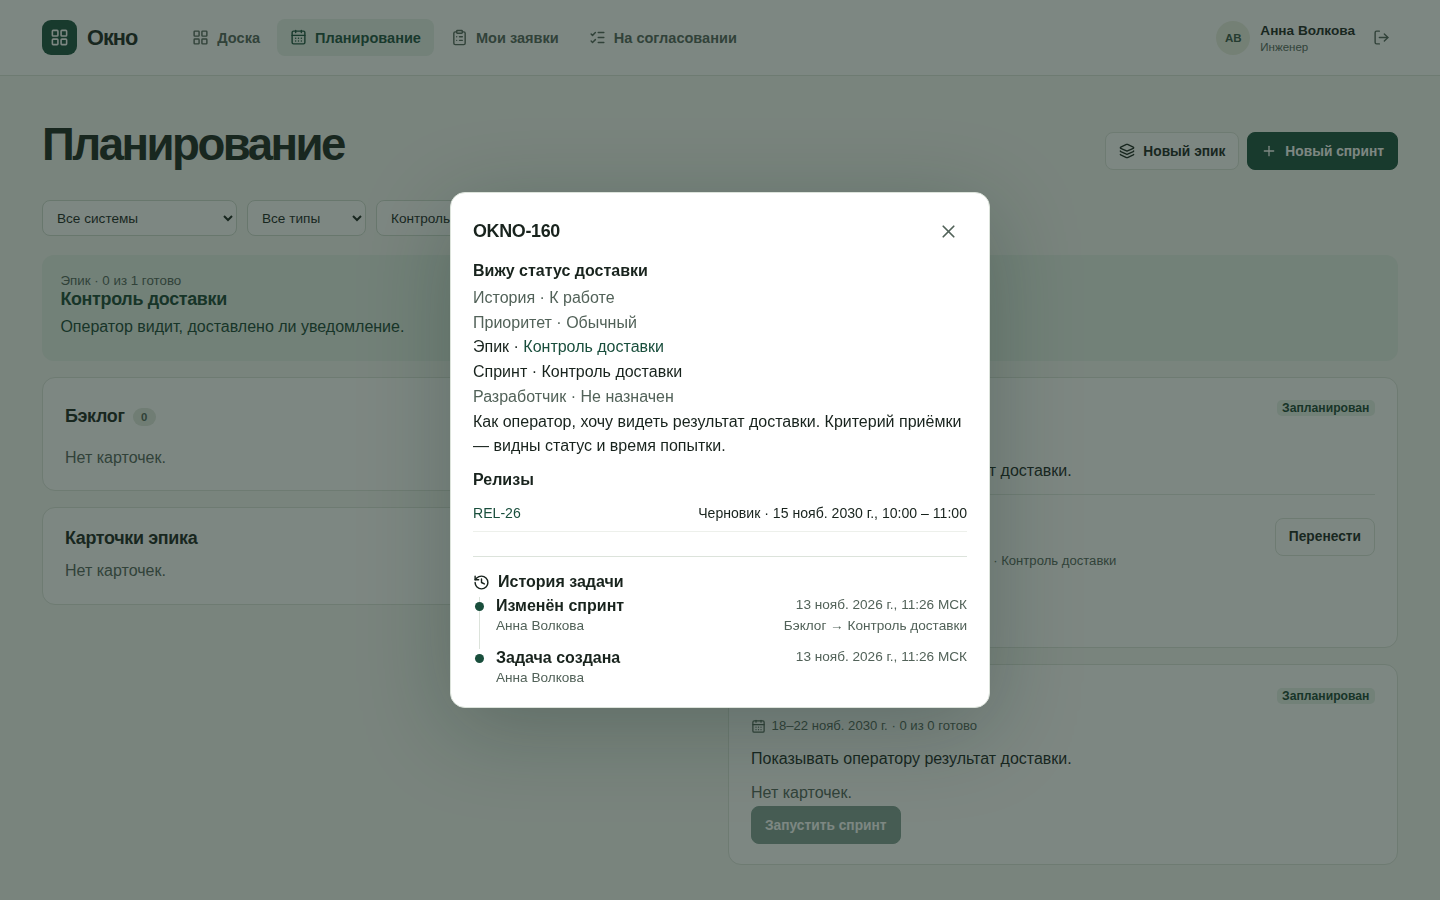 Окно
Доска
Планирование
Мои заявки
На согласовании
АВ
Анна Волкова
Инженер
Планирование
Новый эпик
Новый спринт
Все системы
Все типы
Контроль
Эпик · 0 из 1 готово
Контроль доставки
Оператор видит, доставлено ли уведомление.
Бэклог 0
Нет карточек.
Карточки эпика
Нет карточек.
OKNO-160
Вижу статус доставки
История · К работе
Приоритет · Обычный
Эпик · Контроль доставки
Спринт · Контроль доставки
Разработчик · Не назначен
Как оператор, хочу видеть результат доставки. Критерий приёмки
— видны статус и время попытки.
Релизы
REL-26
Черновик · 15 нояб. 2030 г., 10:00 – 11:00
История задачи
Изменён спринт
13 нояб. 2026 г., 11:26 МСК
Анна Волкова
Бэклог → Контроль доставки
Задача создана
13 нояб. 2026 г., 11:26 МСК
Анна Волкова
Запланирован
т доставки.
Перенести
· Контроль доставки
Запланирован
18–22 нояб. 2030 г. · 0 из 0 готово
Показывать оператору результат доставки.
Нет карточек.
Запустить спринт